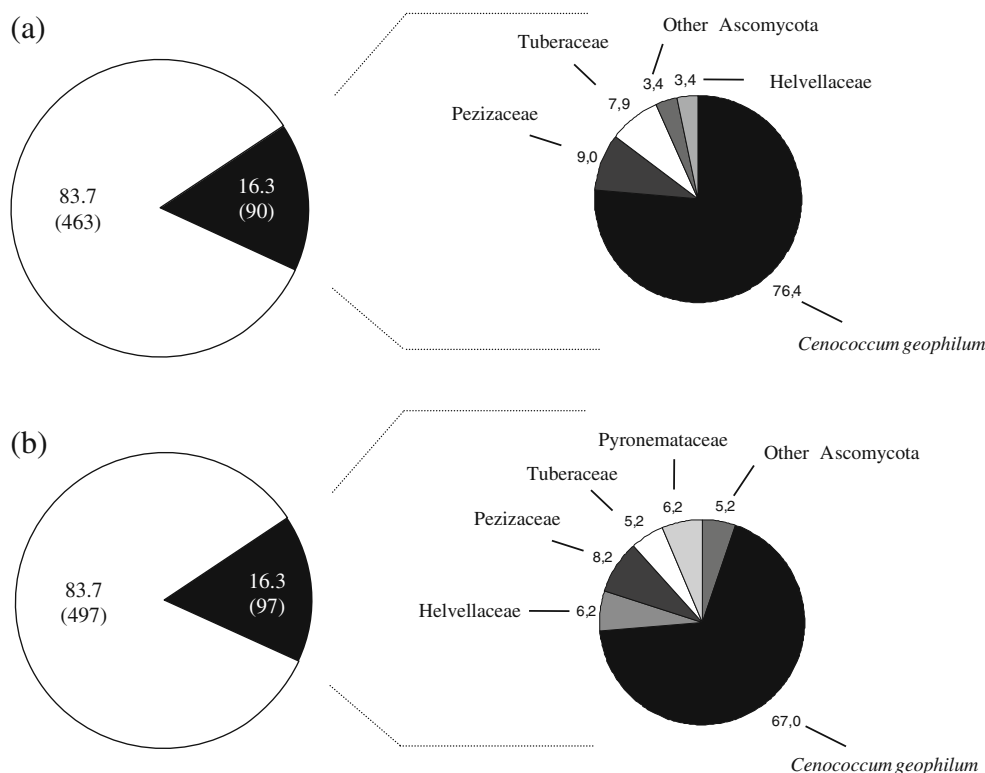 (a)
83.7
(463)
16.3
(90)
Other Ascomycota
Tuberaceae
3,4
3,4
Helvellaceae
7,9
Pezizaceae
9,0
76,4
Cenococcum geophilum
(b)
83.7
(497)
16.3
(97)
Pyronemataceae
Other Ascomycota
Tuberaceae
6,2
5,2
5,2
Pezizaceae
8,2
Helvellaceae
6,2
67,0
Cenococcum geophilum